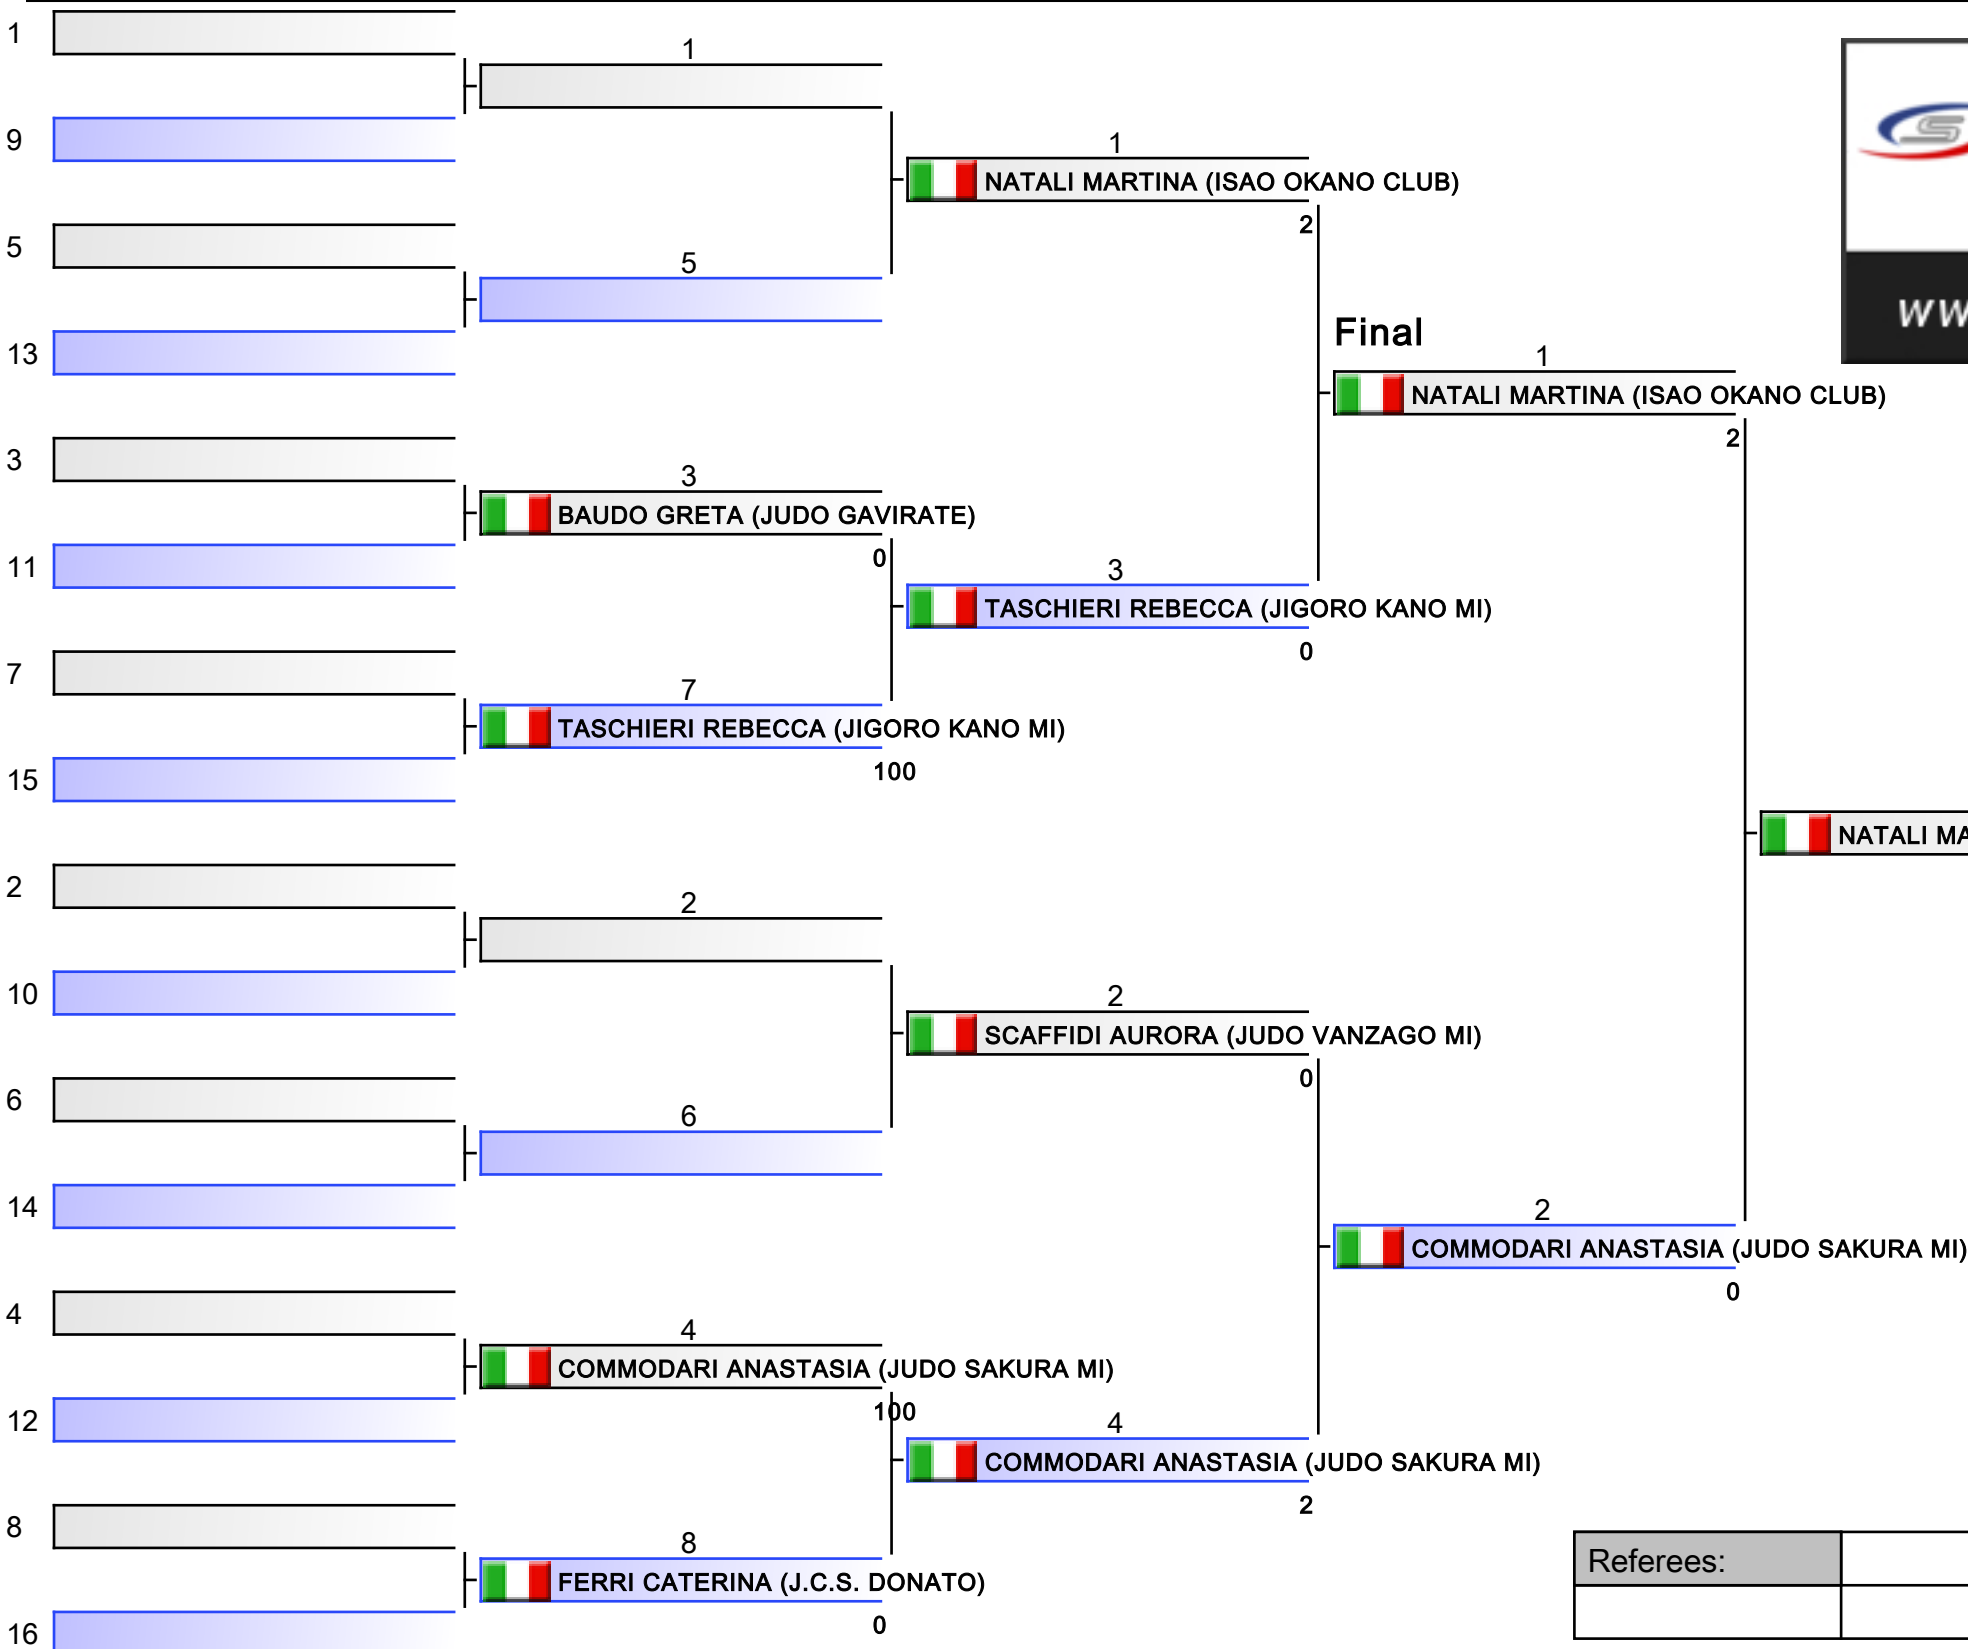 1
9
5
13
3
11
7
15
2
10
6
14
4
12
8
16
1
5
3
BAUDO GRETA (JUDO GAVIRATE)
0
7
TASCHIERI REBECCA (JIGORO KANO MI)
100
2
6
4
COMMODARI ANASTASIA (JUDO SAKURA MI)
100
8
FERRI CATERINA (J.C.S. DONATO)
0
1
NATALI MARTINA (ISAO OKANO CLUB)
2
3
TASCHIERI REBECCA (JIGORO KANO MI)
0
2
SCAFFIDI AURORA (JUDO VANZAGO MI)
0
4
COMMODARI ANASTASIA (JUDO SAKURA MI)
2
Final
1
NATALI MARTINA (ISAO OKANO CLUB)
2
2
COMMODARI ANASTASIA (JUDO SAKURA MI)
0
NATALI MA
S
ww
Referees: